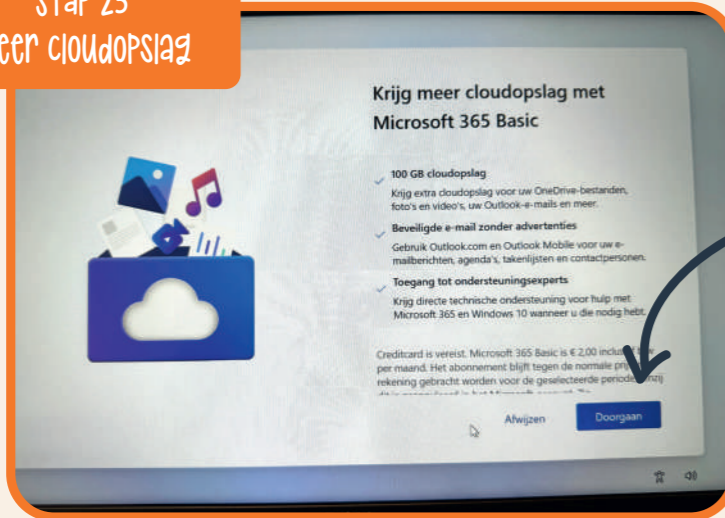 Stap 23
eer cloudopslag
Krijg meer cloudopslag met
Microsoft 365 Basic
100 GB cloudopslag
Krijg extra cloudopslag voor uw OneDrive-bestanden,
foto's en video's, uw Outlook-e-mails en meer.
Beveiligde e-mail zonder advertenties
Gebruik Outlook.com en Outlook Mobile voor uw e-
mailberichten, agenda's, takenlijsten en contactpersonen.
Toegang tot ondersteuningsexperts
Krijg directe technische ondersteuning voor hulp met
Microsoft 365 en Windows 10 wanneer u die nodig hebt.
Creditcard is vereist. Microsoft 365 Basic is € 2,00
per maand. Het abonnement blijft tegen de normale
rekening gebracht worden voor de geselecteerde periode
Afwijzen
Doorgaan